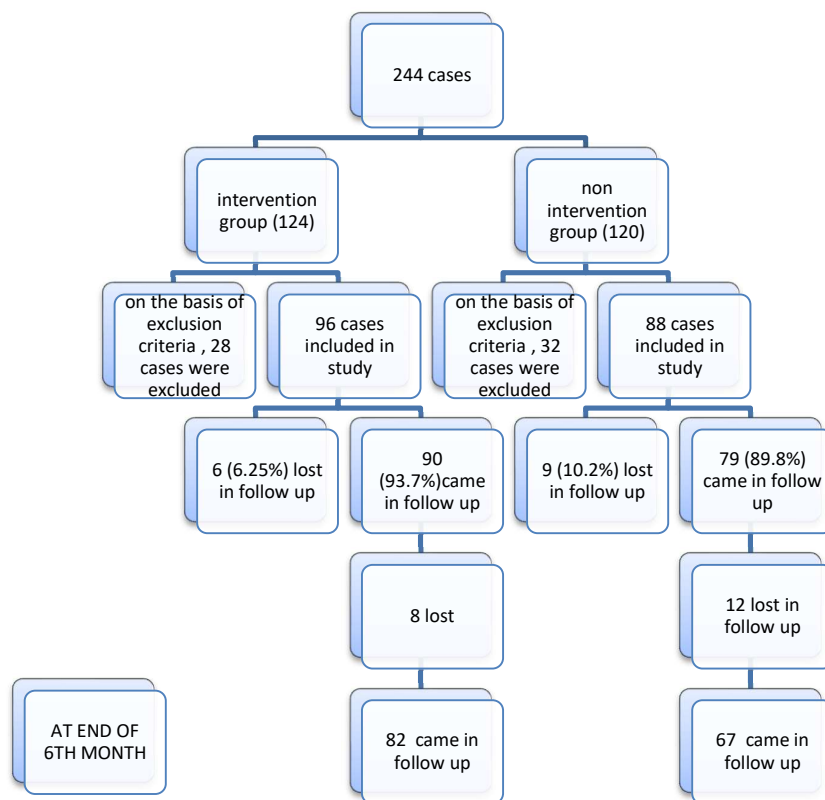 244 cases
intervention
group (124)
non
intervention
group (120)
on the basis of
exclusion
criteria , 28
cases were
excluded
96 cases
included in
study
on the basis of
exclusion
criteria , 32
cases were
excluded
88 cases
included in
study
6 (6.25%) lost
in follow up
90
(93.7%)came
in follow up
9 (10.2%) lost
in follow up
79 (89.8%)
came in follow
up
8 lost
12 lost in
follow up
AT END OF
6TH MONTH
82 came in
follow up
67 came in
follow up